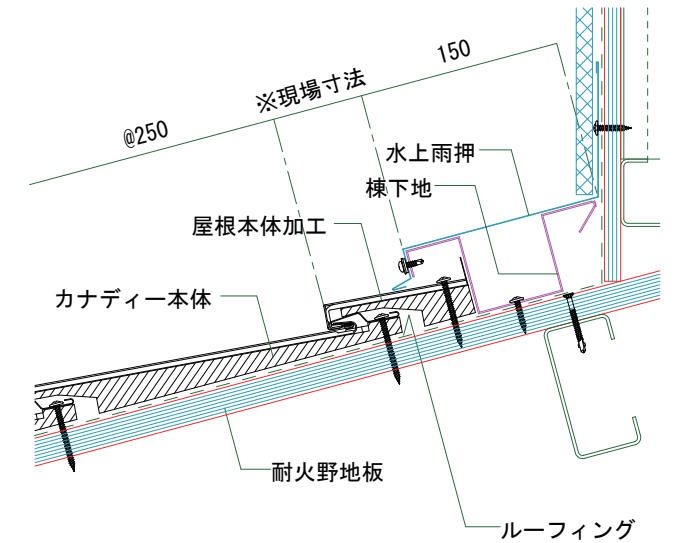 150
※現場寸法
@250
水上雨押
棟下地
屋根本体加工
カナディー本体
耐火野地板
ルーフィング